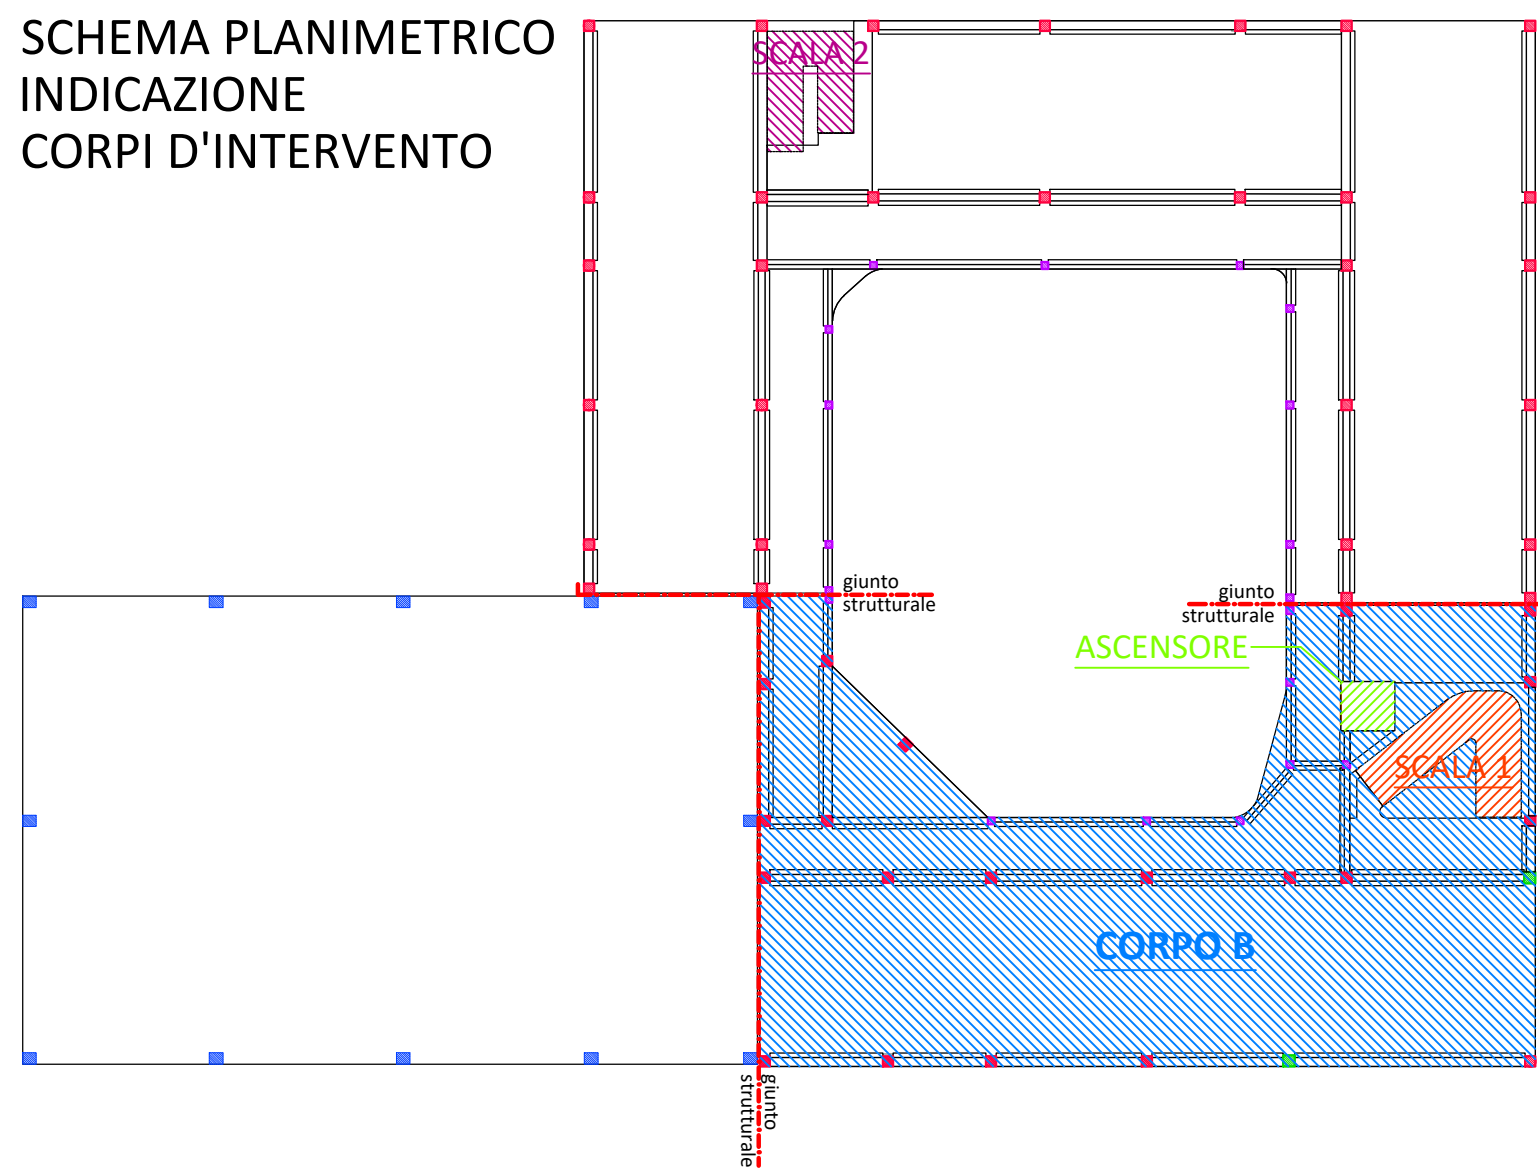 SCHEMA PLANIMETRICO
INDICAZIONE
CORPI D'INTERVENTO
SCALA 2
giunto
strutturale
giunto
strutturale
ASCENSORE
SCALA 1
CORPO B
giunto
strutturale